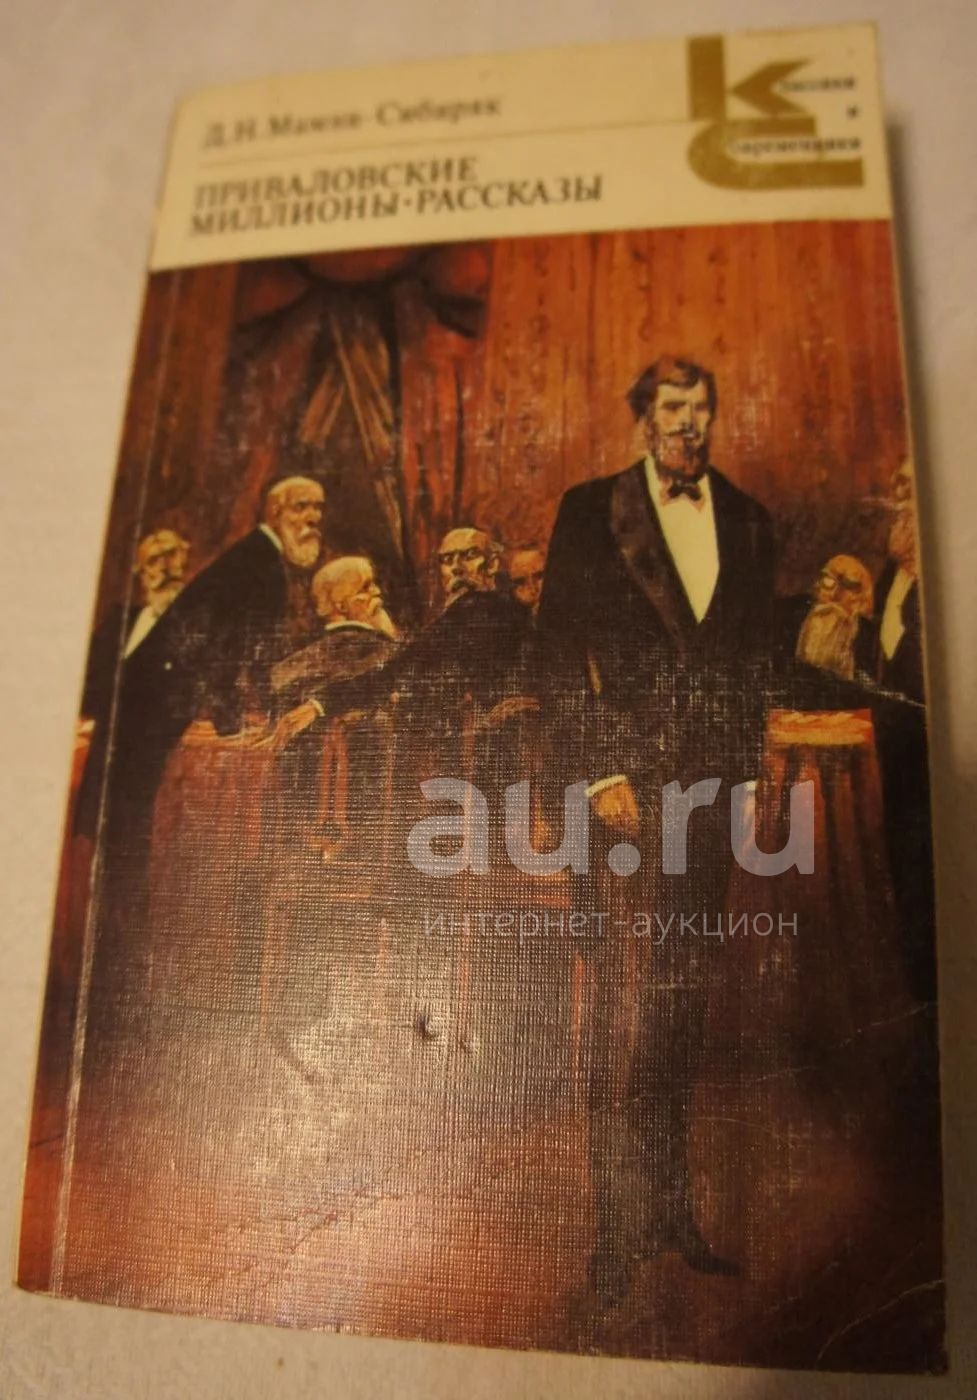 Д.Н.Мамин-Сибиряк
Классики
и
Современники
ПРИВАЛОВСКИЕ
МИЛЛИОНЫ·РАССКАЗЫ
au.ru
интернет-аукцион